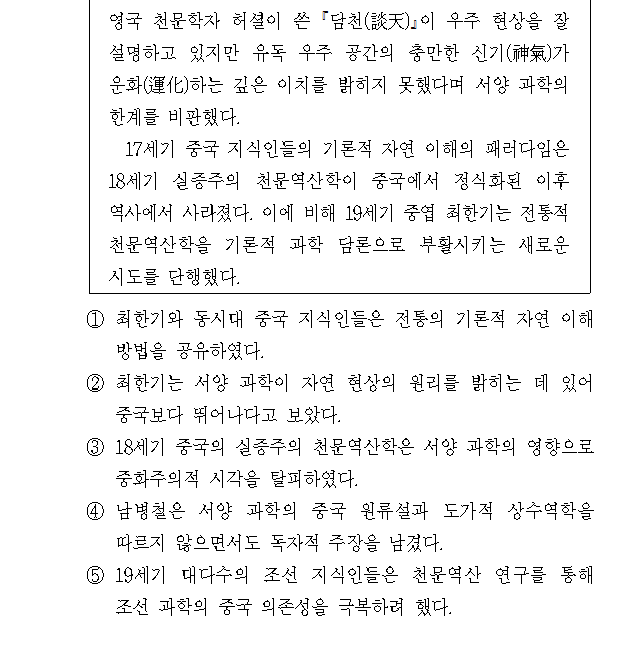 영국 천문학자 허셜이 쓴 『담천(談天)』이 우주 현상을 잘
설명하고 있지만 유독 우주 공간의 충만한 신기(神氣)가
운화(運化)하는 깊은 이치를 밝히지 못했다며 서양 과학의
한계를 비판했다.
17세기 중국 지식인들의 기론적 자연 이해의 패러다임은
18세기 실증주의 천문역산학이 중국에서 정식화된 이후
역사에서 사라졌다. 이에 비해 19세기 중엽 최한기는 전통적
천문역산학을 기론적 과학 담론으로 부활시키는 새로운
시도를 단행했다.
① 최한기와 동시대 중국 지식인들은 전통의 기론적 자연 이해
방법을 공유하였다.
② 최한기는 서양 과학이 자연 현상의 원리를 밝히는 데 있어
중국보다 뛰어나다고 보았다.
③ 18세기 중국의 실증주의 천문역산학은 서양 과학의 영향으로
중화주의적 시각을 탈피하였다.
④ 남병철은 서양 과학의 중국 원류설과 도가적 상수역학을
따르지 않으면서도 독자적 주장을 남겼다.
⑤ 19세기 대다수의 조선 지식인들은 천문역산 연구를 통해
조선 과학의 중국 의존성을 극복하려 했다.